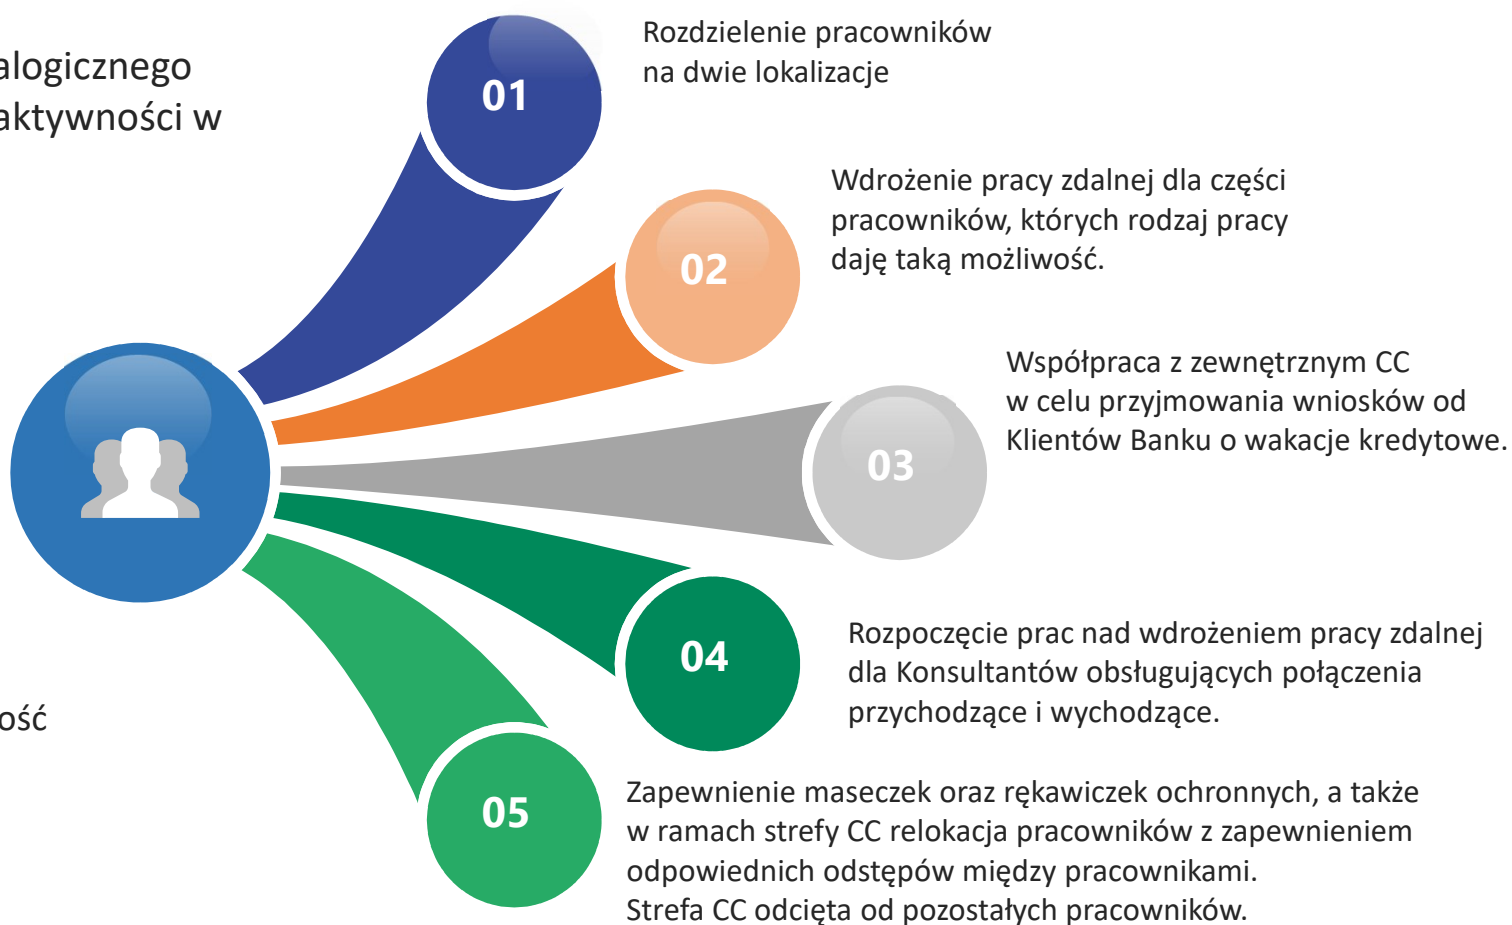 alogicznego
aktywności w
01
Rozdzielenie pracowników
na dwie lokalizacje
02
Wdrożenie pracy zdalnej dla części
pracowników, których rodzaj pracy
daję taką możliwość.
03
Współpraca z zewnętrznym CC
w celu przyjmowania wniosków od
Klientów Banku o wakacje kredytowe.
04
Rozpoczęcie prac nad wdrożeniem pracy zdalnej
dla Konsultantów obsługujących połączenia
przychodzące i wychodzące.
ość
05
Zapewnienie maseczek oraz rękawiczek ochronnych, a także
w ramach strefy CC relokacja pracowników z zapewnieniem
odpowiednich odstępów między pracownikami.
Strefa CC odcięta od pozostałych pracowników.